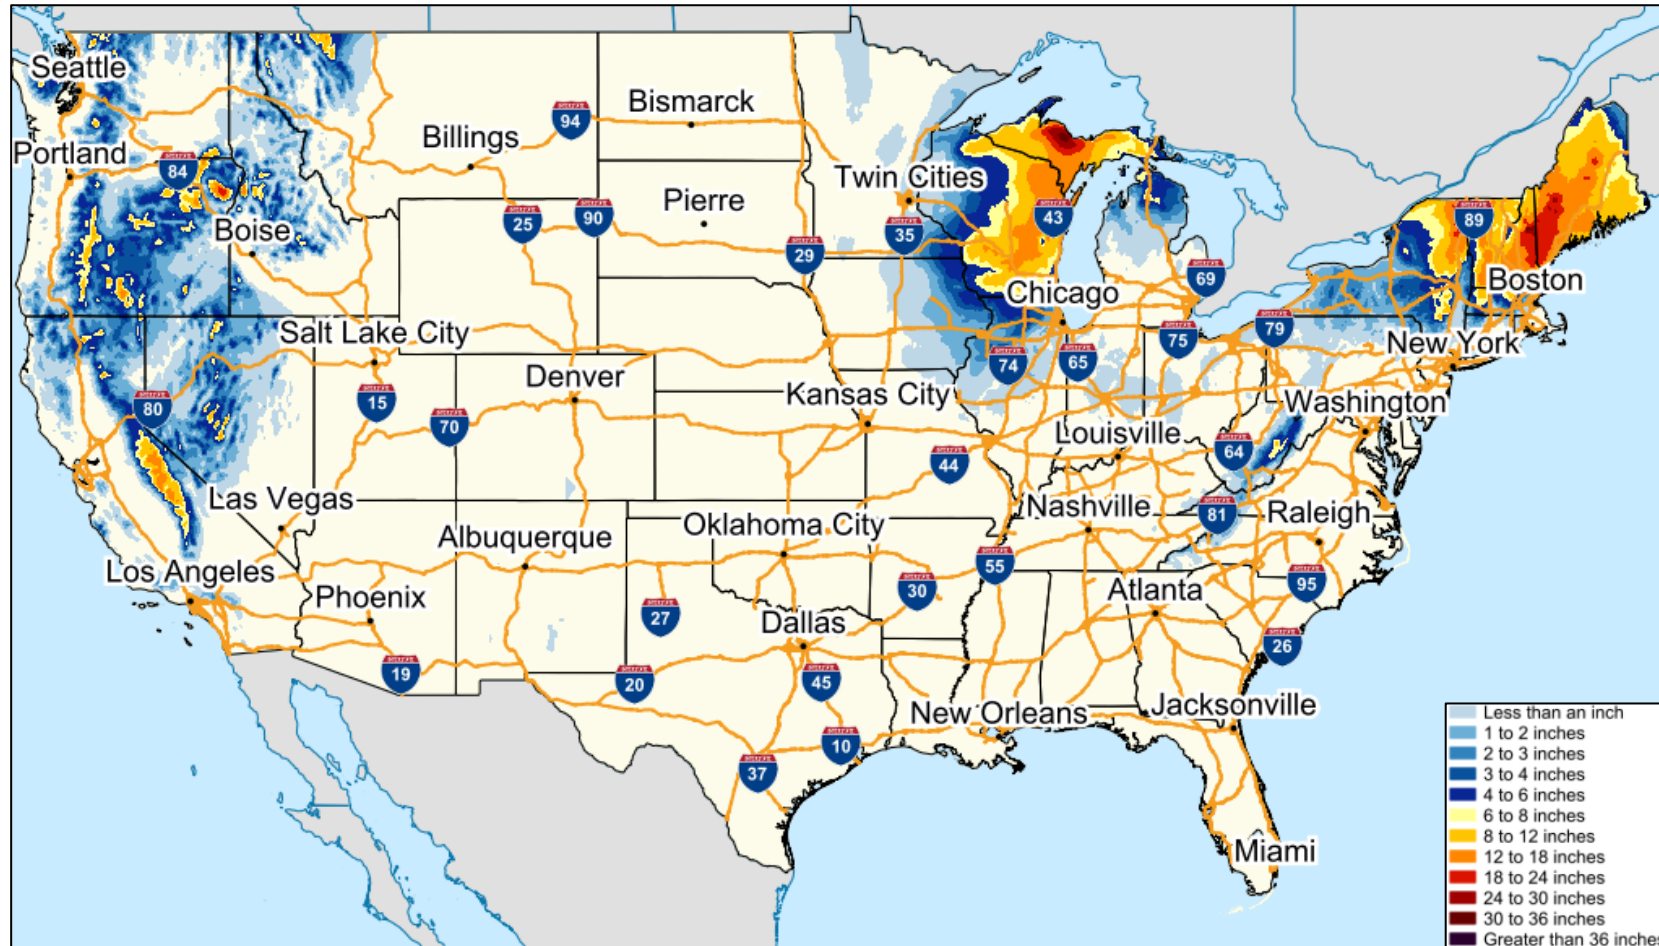 Seattle
Bismarck
94
Billings
Portland
84
Twin Cities
Pierre
25
90
43
89
Boise
35
29
69
Boston
Chicago
Salt Lake City
79
75
New York
74
65
Denver
Kansas City
15
80
Washington
70
Louisville
64
44
Las Vegas
Nashville
81
Raleigh
Oklahoma City
Albuquerque
55
Los Angeles
95
Phoenix
30
Atlanta
27
Dallas
26
19
20
45
New Orleans
Jacksonville
10
37
Miami
Less than an inch
1 to 2 inches
2 to 3 inches
3 to 4 inches
4 to 6 inches
6 to 8 inches
8 to 12 inches
12 to 18 inches
18 to 24 inches
24 to 30 inches
30 to 36 inches
Greater than 36 inches